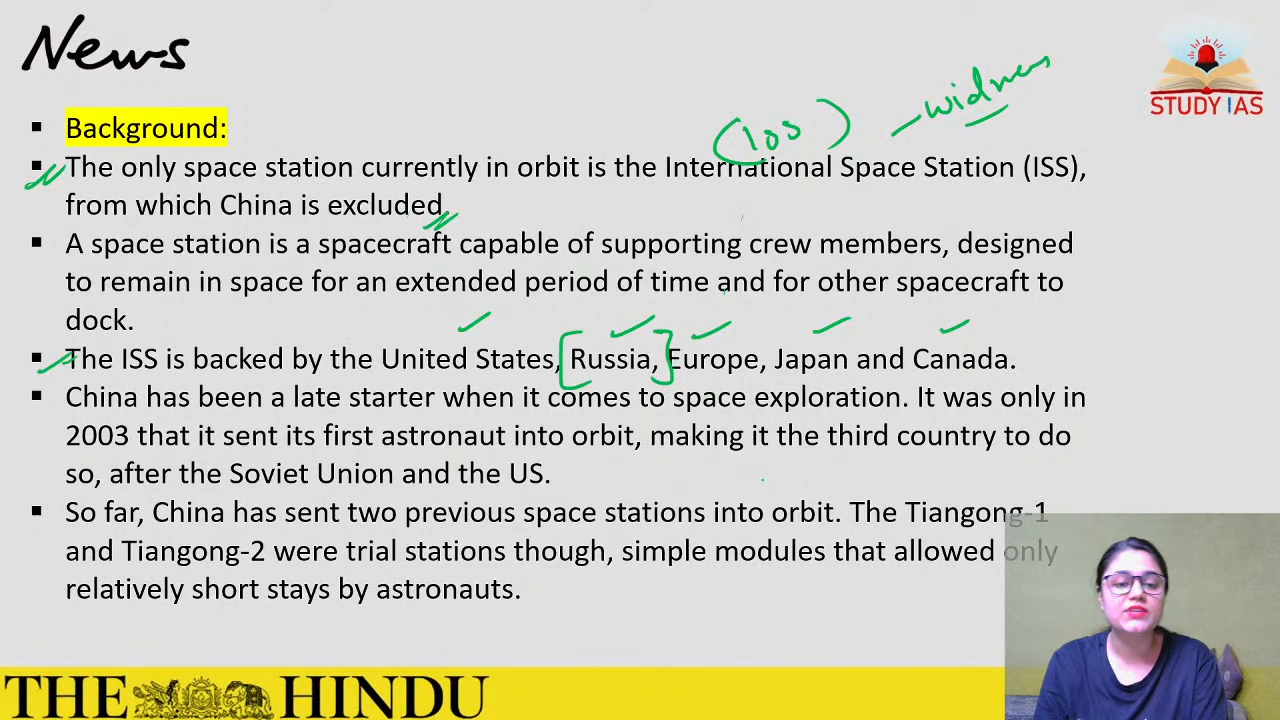 News
STUDY IAS
(108) - widness
▪ Background:
▪ The only space station currently in orbit is the International Space Station (ISS),
from which China is excluded.
▪ A space station is a spacecraft capable of supporting crew members, designed
to remain in space for an extended period of time and for other spacecraft to
dock.
▪ The ISS is backed by the United States, [Russia,] Europe, Japan and Canada.
▪ China has been a late starter when it comes to space exploration. It was only in
2003 that it sent its first astronaut into orbit, making it the third country to do
so, after the Soviet Union and the US.
▪ So far, China has sent two previous space stations into orbit. The Tiangong-1
and Tiangong-2 were trial stations though, simple modules that allowed only
relatively short stays by astronauts.
THE HINDU